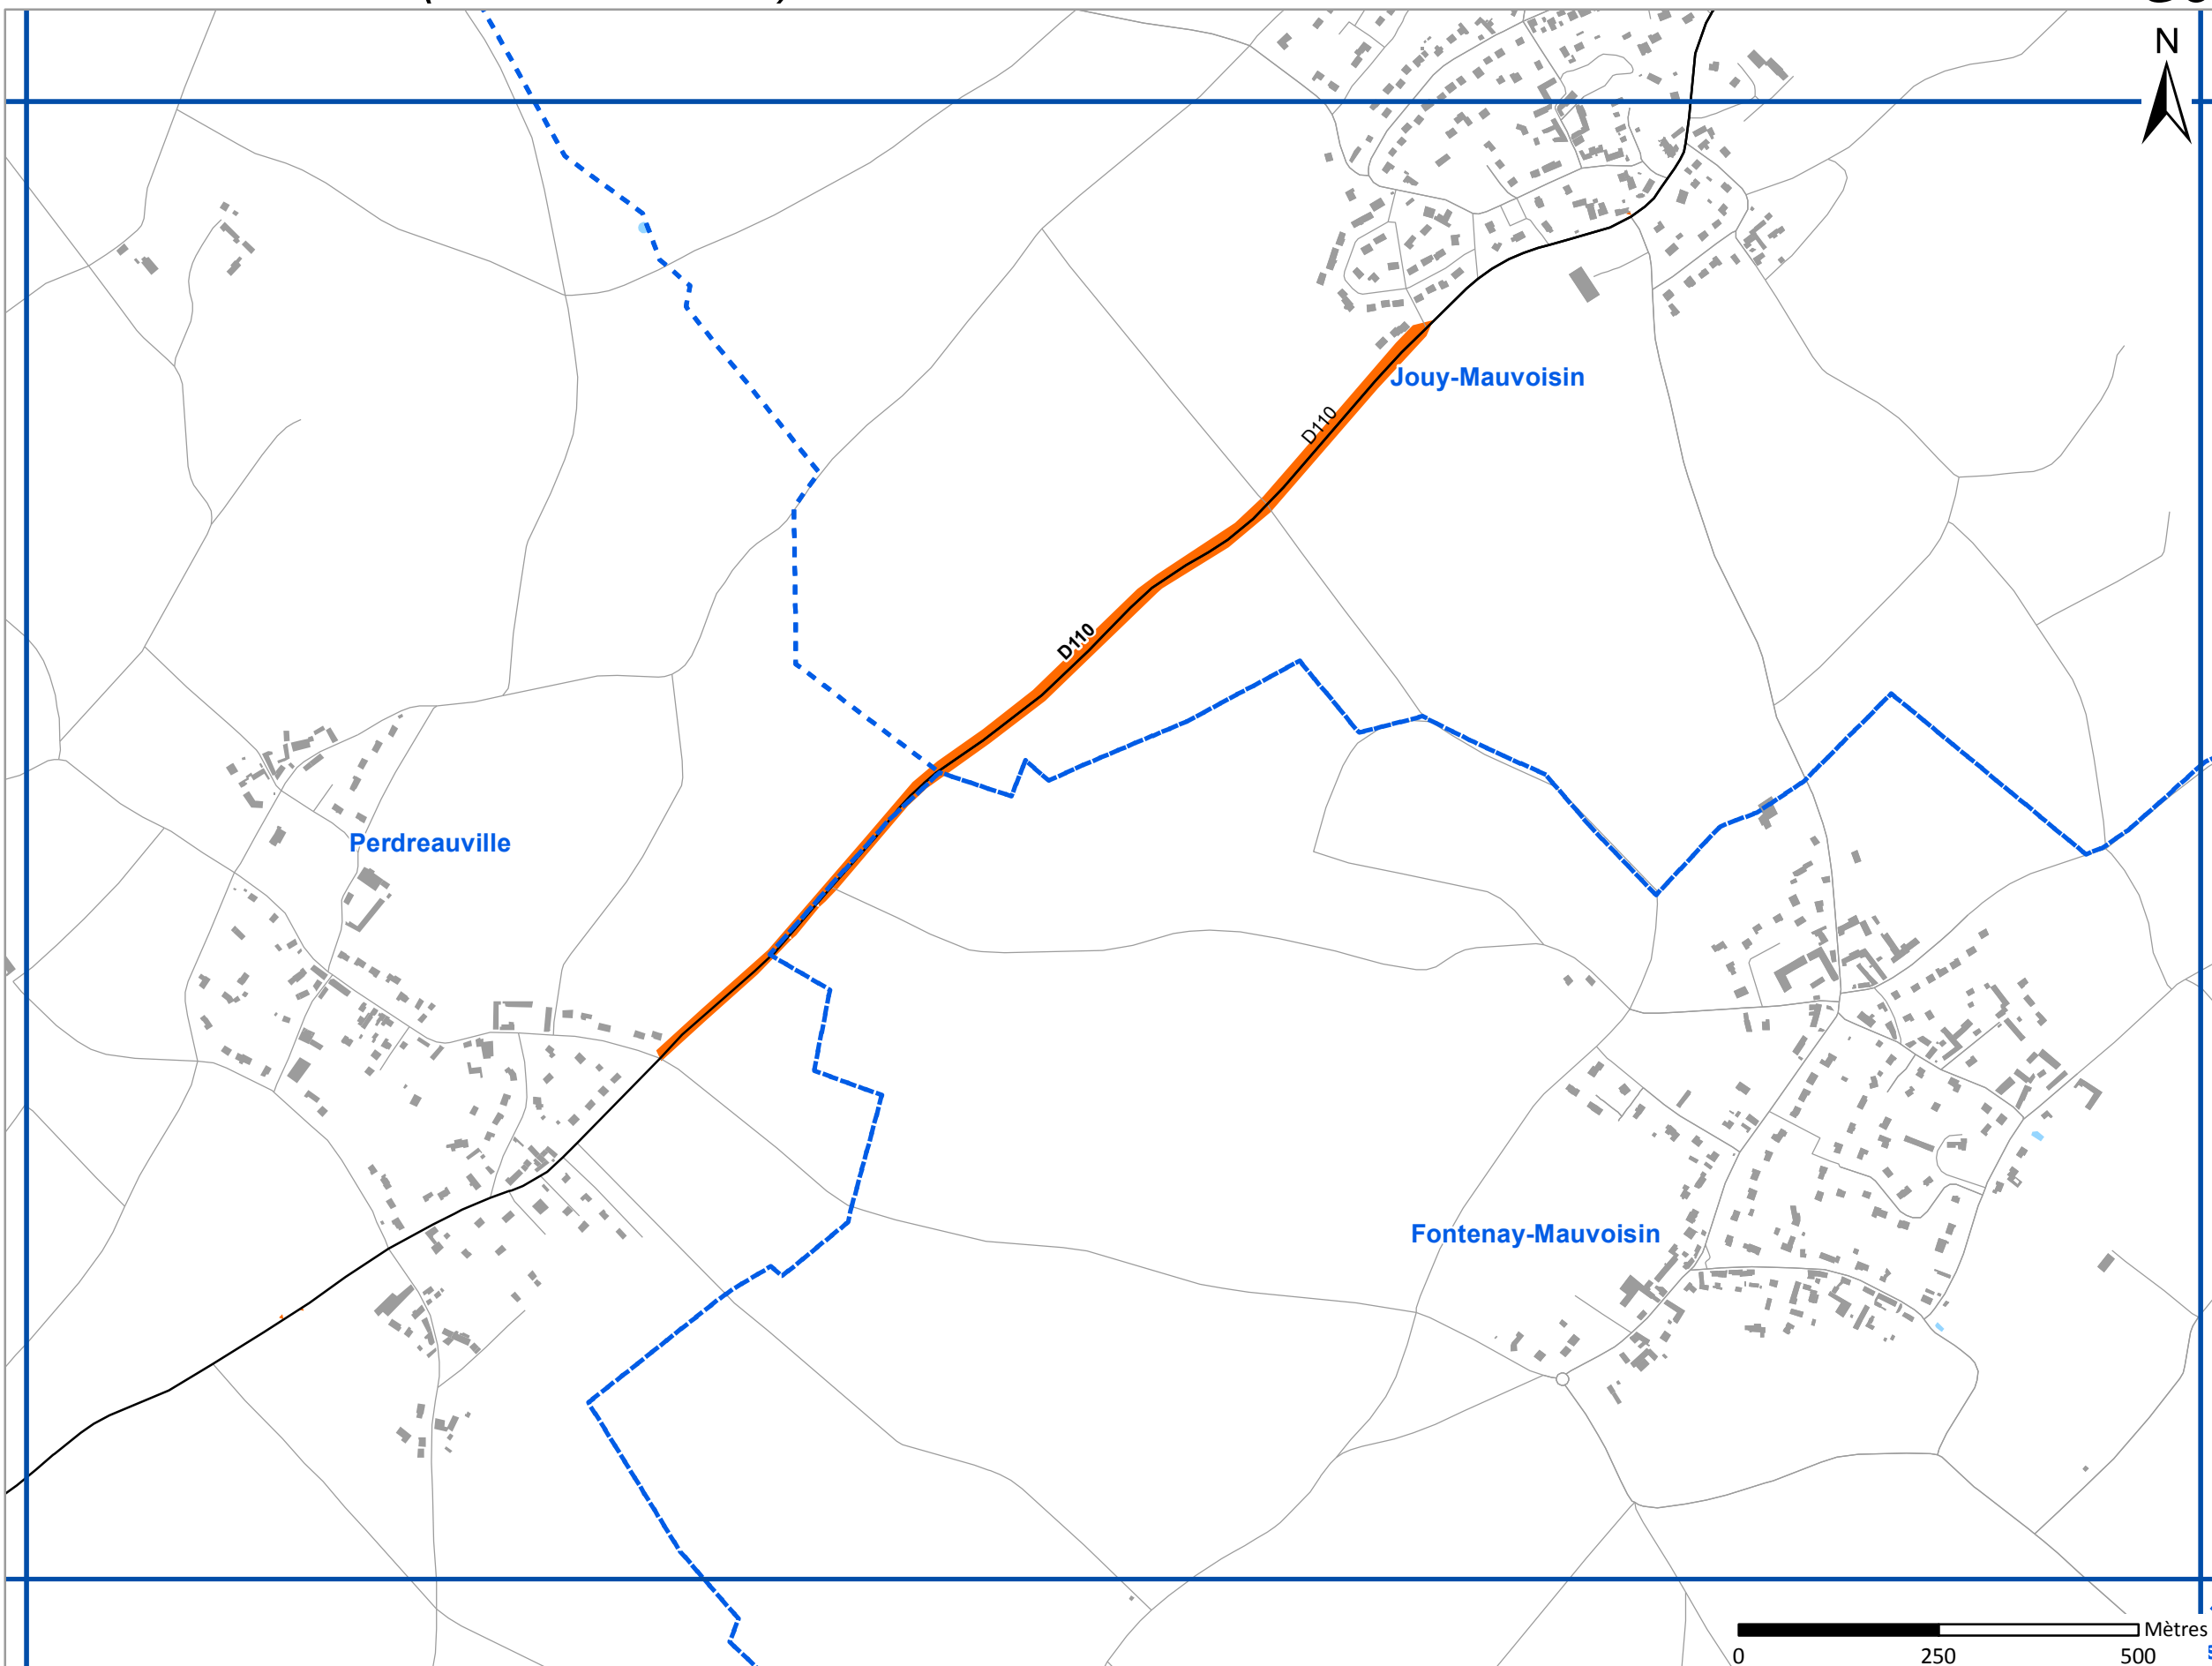 N
Jouy-Mauvoisin
D110
D110
Perdreauville
Fontenay-Mauvoisin
Mètres
0 250 500